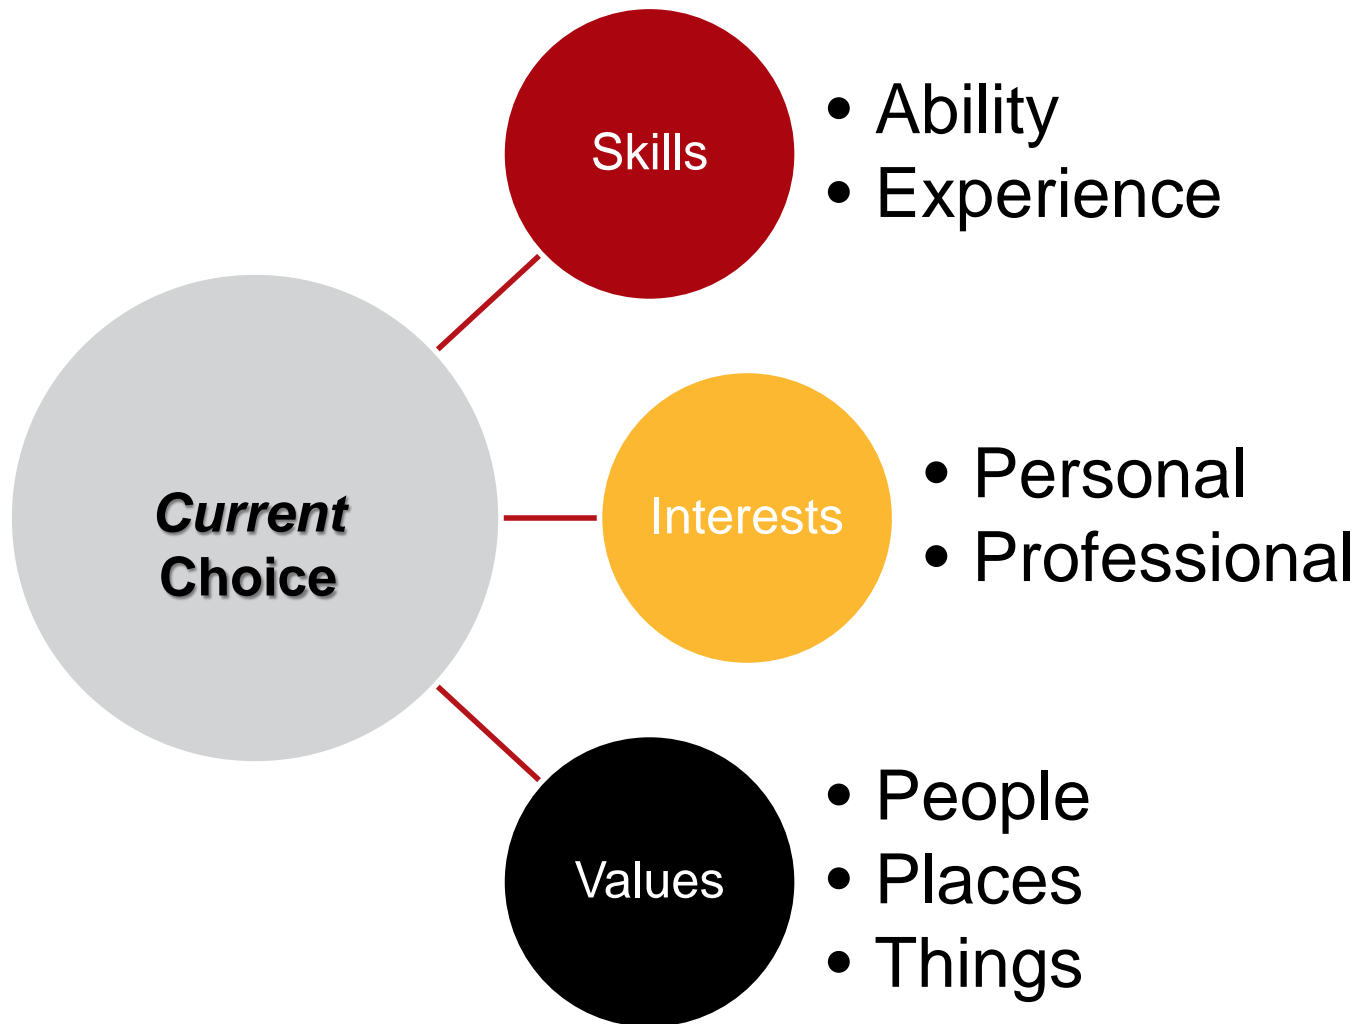 Current
Choice
Skills
• Ability
• Experience
Interests
• Personal
• Professional
Values
• People
• Places
• Things